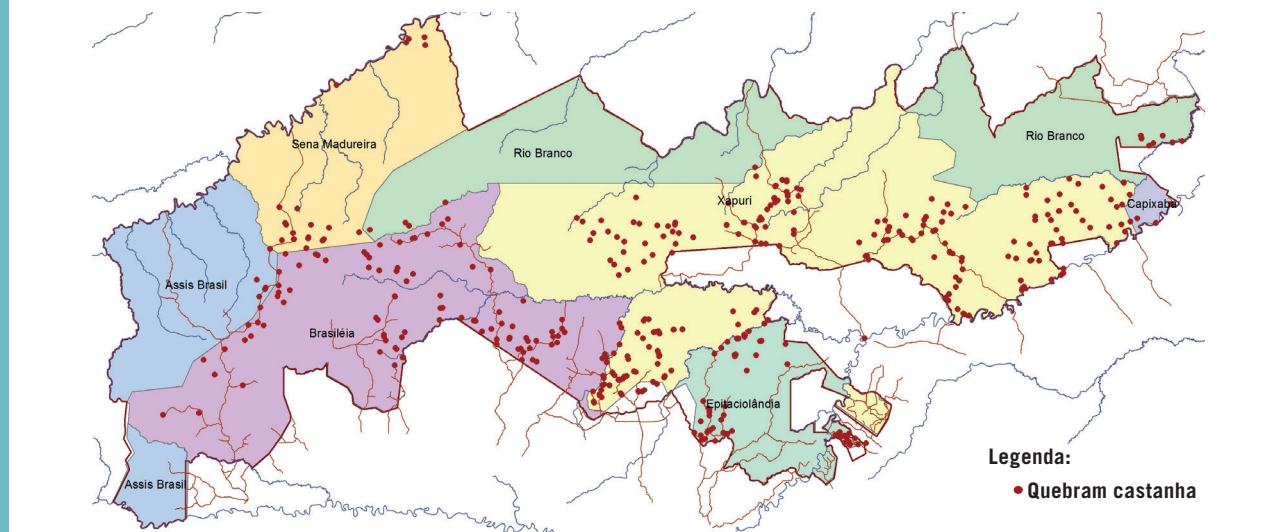 Sena Madureira
Rio Branco
Rio Branco
Xapuri
Capixaba
Assis Brasil
Brasiléia
Epitaciolândia
Assis Brasil
Legenda:
Quebram castanha